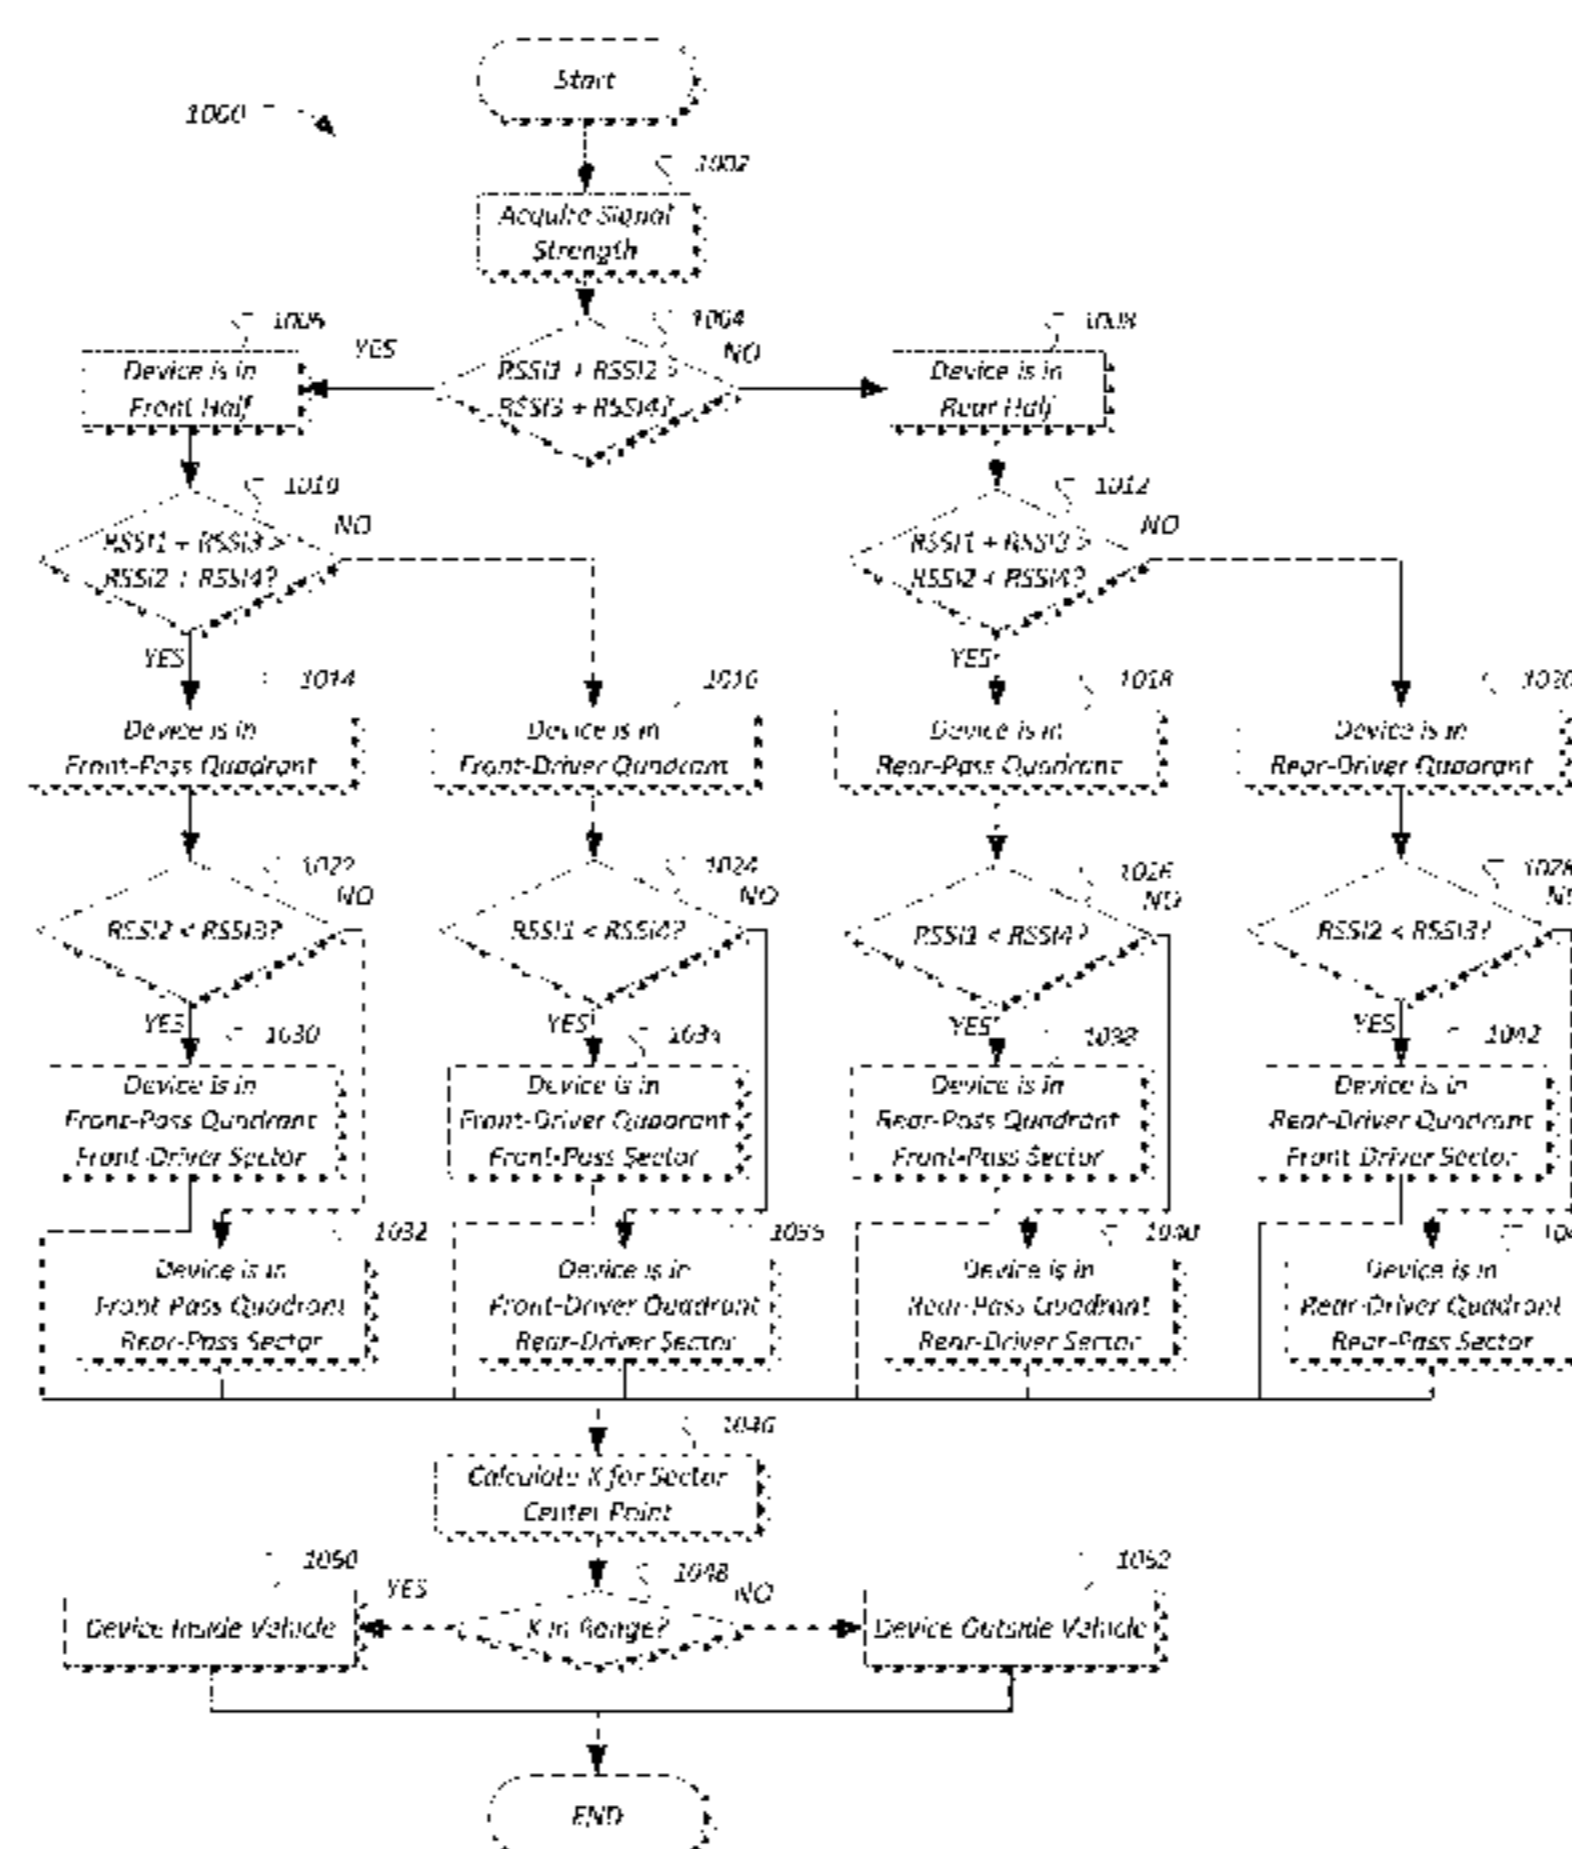 Start
1000
1002
Acquire Signal
Strength
1006
1004
1008
YES
NO
Device is in
Front Half
RSSI1 + RSSI2 >
RSSI3 + RSSI4?
Device is in
Rear Half
1010
1012
NO
NO
RSSI1 + RSSI3 >
RSSI2 + RSSI4?
RSSI1 + RSSI3 >
RSSI2 + RSSI4?
YES
YES
1014
1016
1018
1020
Device is in
Front-Pass Quadrant
Device is in
Front-Driver Quadrant
Device is in
Rear-Pass Quadrant
Device is in
Rear-Driver Quadrant
1022
1024
1026
1028
NO
NO
NO
RSSI2 < RSSI3?
RSSI1 < RSSI4?
RSSI1 < RSSI4?
RSSI2 < RSSI3?
YES
YES
YES
YES
1030
1034
1038
1042
Device is in
Front-Pass Quadrant
Front-Driver Sector
Device is in
Front-Driver Quadrant
Front-Pass Sector
Device is in
Rear-Pass Quadrant
Front-Pass Sector
Device is in
Rear-Driver Quadrant
Front-Driver Sector
1032
1036
1040
Device is in
Front-Pass Quadrant
Rear-Pass Sector
Device is in
Front-Driver Quadrant
Rear-Driver Sector
Device is in
Rear-Pass Quadrant
Rear-Driver Sector
Device is in
Rear-Driver Quadrant
Rear-Pass Sector
1046
Calculate K for Sector
Center Point
1050
1048
1052
YES
NO
Device Inside Vehicle
K in Range?
Device Outside Vehicle
END